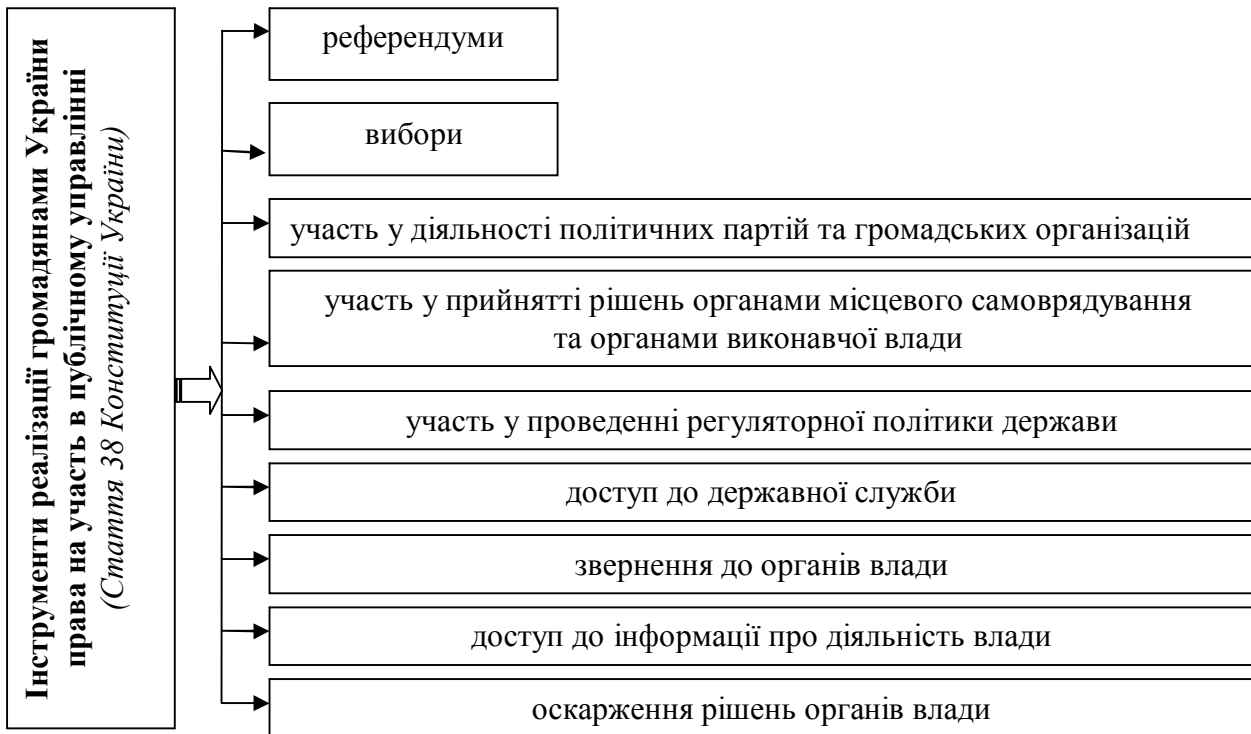 Інструменти реалізації громадянами України
права на участь в публічному управлінні
(Стаття 38 Конституції України)
референдуми
вибори
участь у діяльності політичних партій та громадських організацій
участь у прийнятті рішень органами місцевого самоврядування
та органами виконавчої влади
участь у проведенні регуляторної політики держави
доступ до державної служби
звернення до органів влади
доступ до інформації про діяльність влади
оскарження рішень органів влади